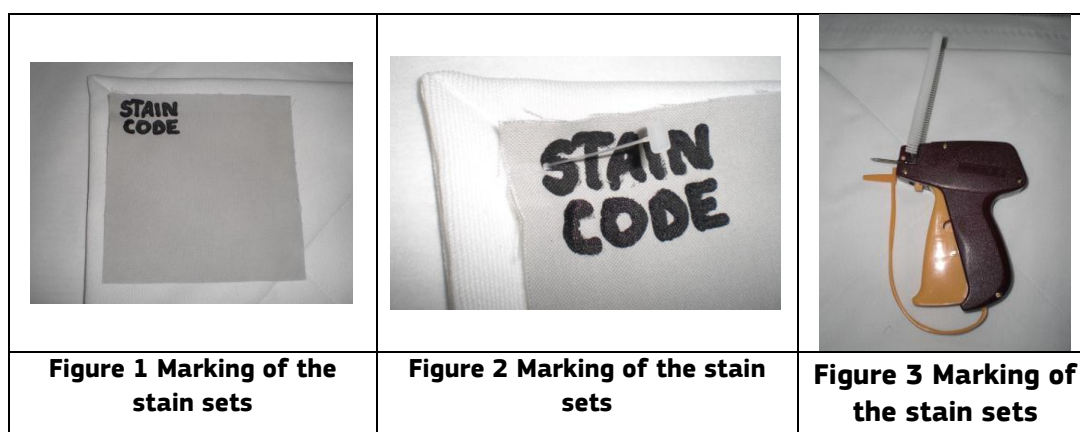 STAIN
CODE
STAIN
CODE
Figure 1 Marking of the
stain sets
Figure 2 Marking of the stain
sets
Figure 3 Marking of
the stain sets